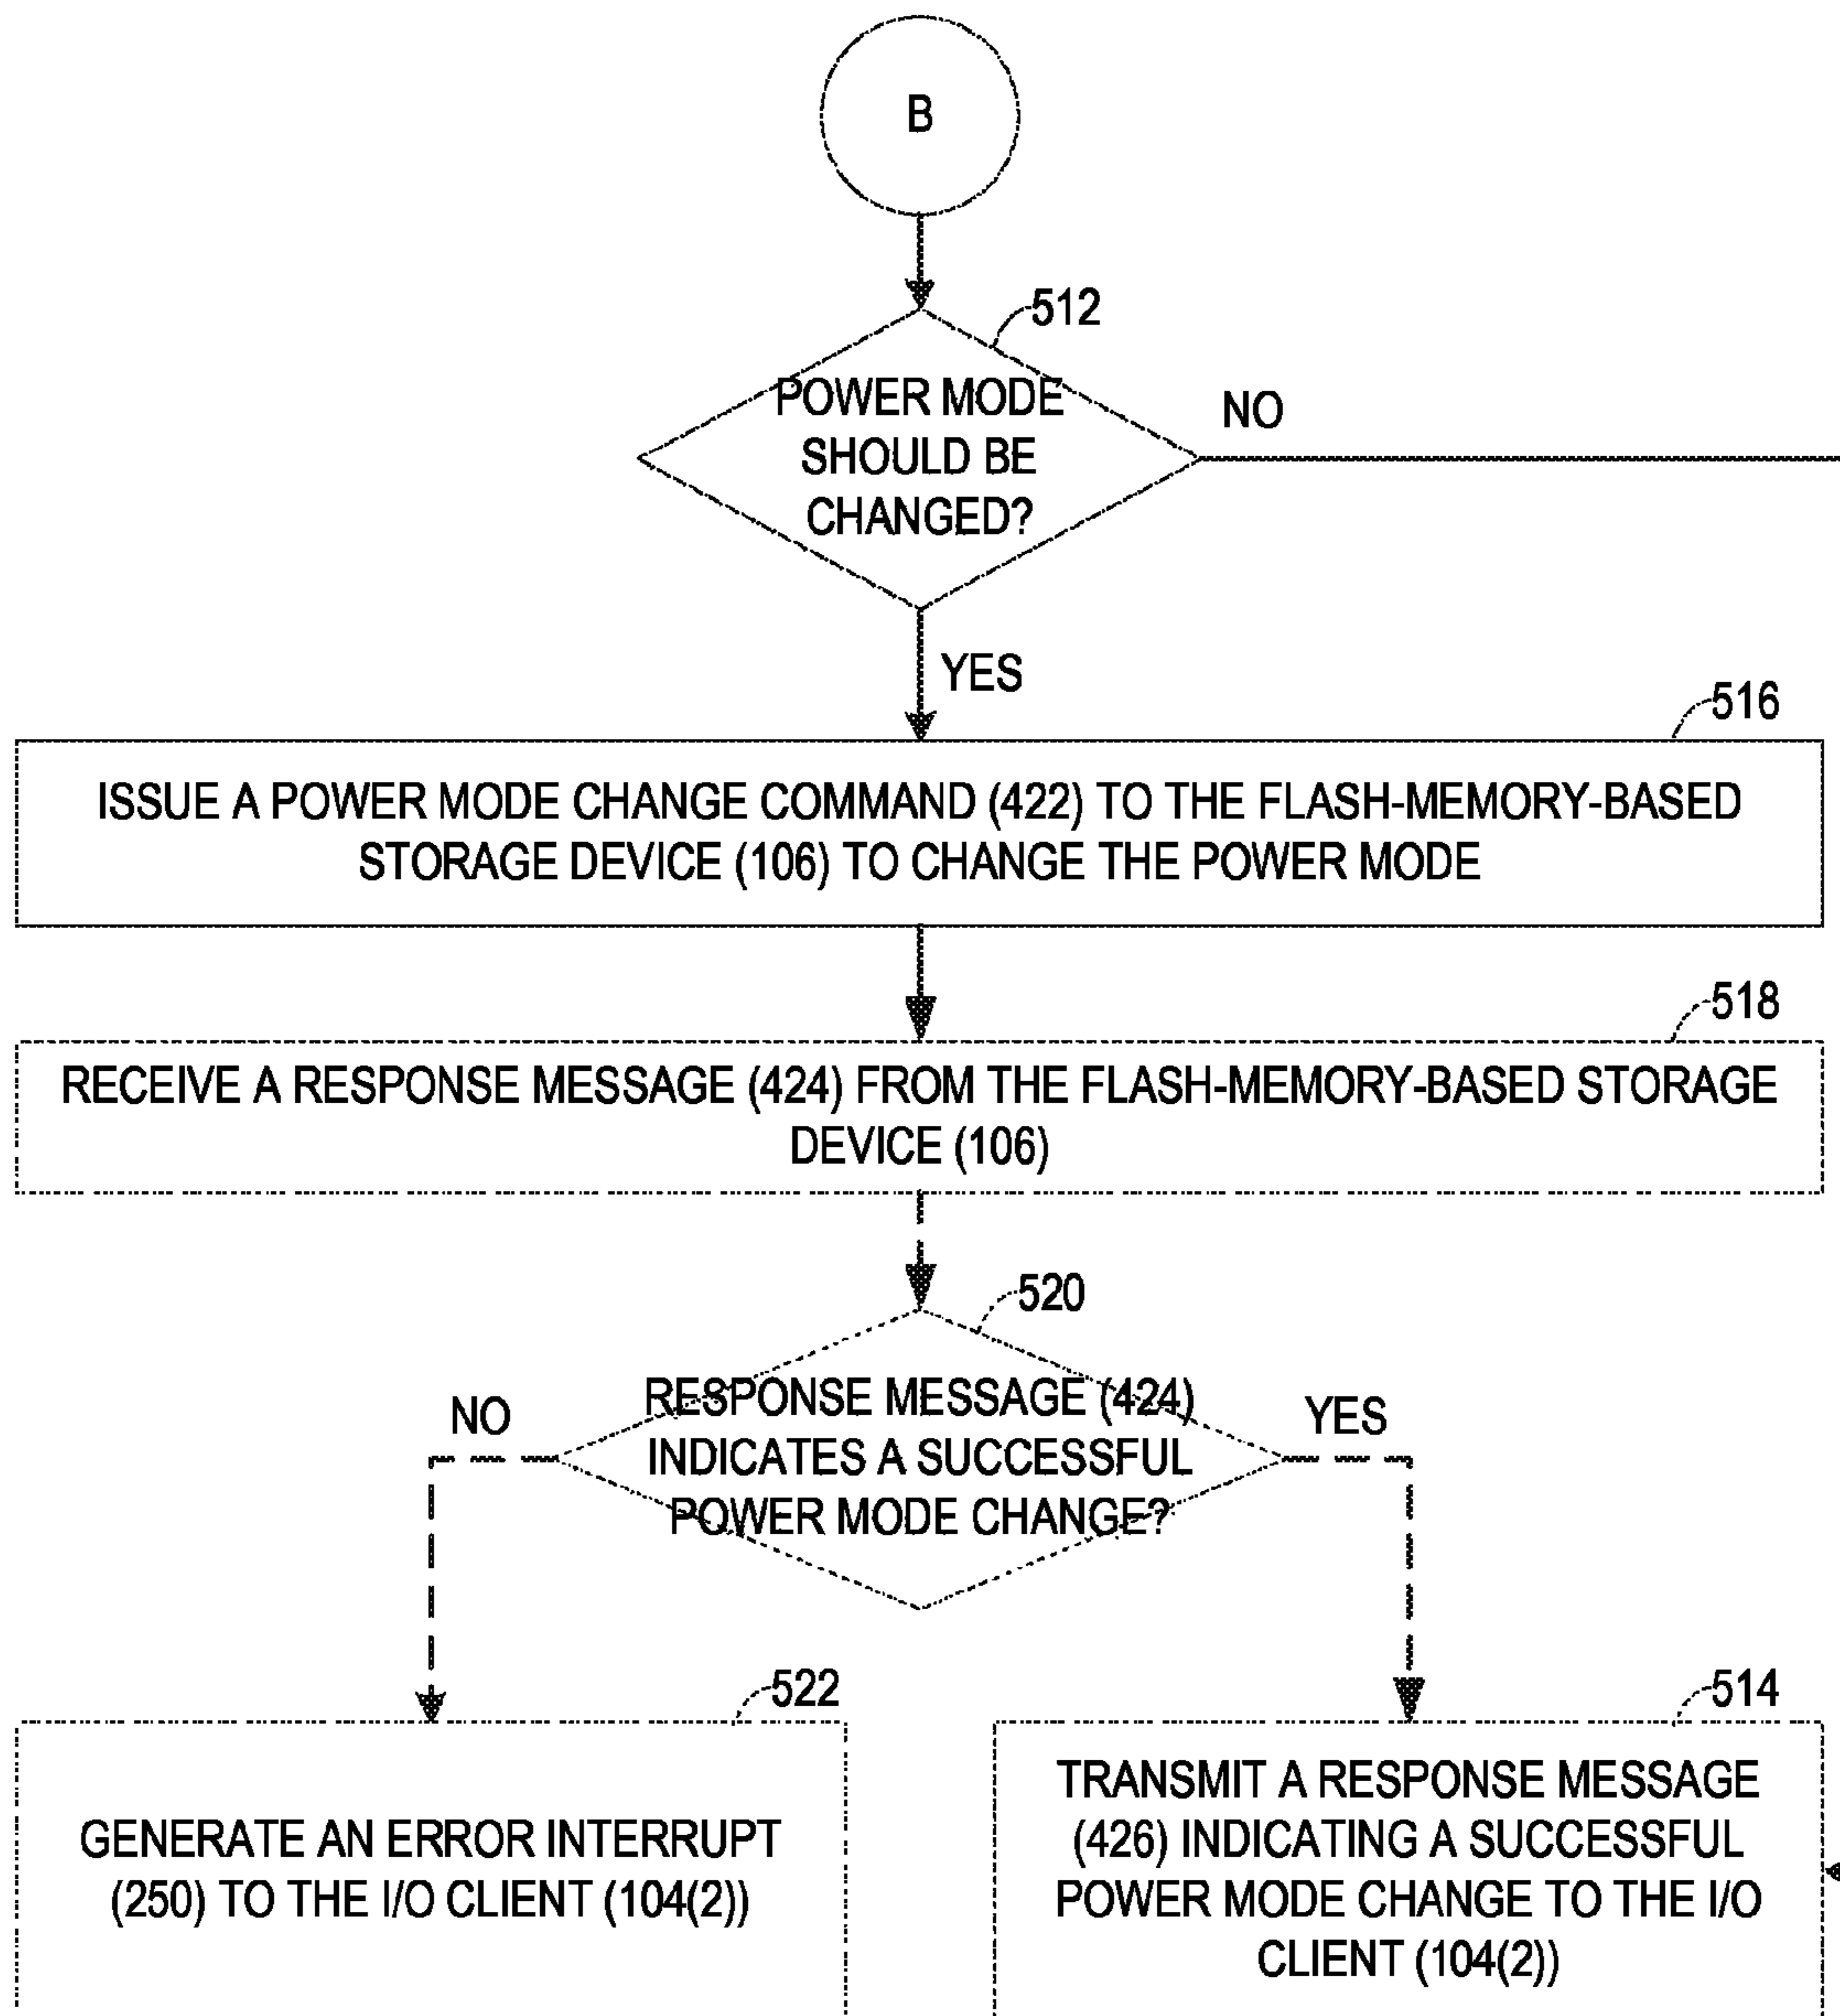 B
512
POWER MODE
SHOULD BE
CHANGED?
NO
YES
516
ISSUE A POWER MODE CHANGE COMMAND (422) TO THE FLASH-MEMORY-BASED
STORAGE DEVICE (106) TO CHANGE THE POWER MODE
518
RECEIVE A RESPONSE MESSAGE (424) FROM THE FLASH-MEMORY-BASED STORAGE
DEVICE (106)
520
RESPONSE MESSAGE (424)
INDICATES A SUCCESSFUL
POWER MODE CHANGE?
NO
YES
522
GENERATE AN ERROR INTERRUPT
(250) TO THE I/O CLIENT (104(2))
514
TRANSMIT A RESPONSE MESSAGE
(426) INDICATING A SUCCESSFUL
POWER MODE CHANGE TO THE I/O
CLIENT (104(2))